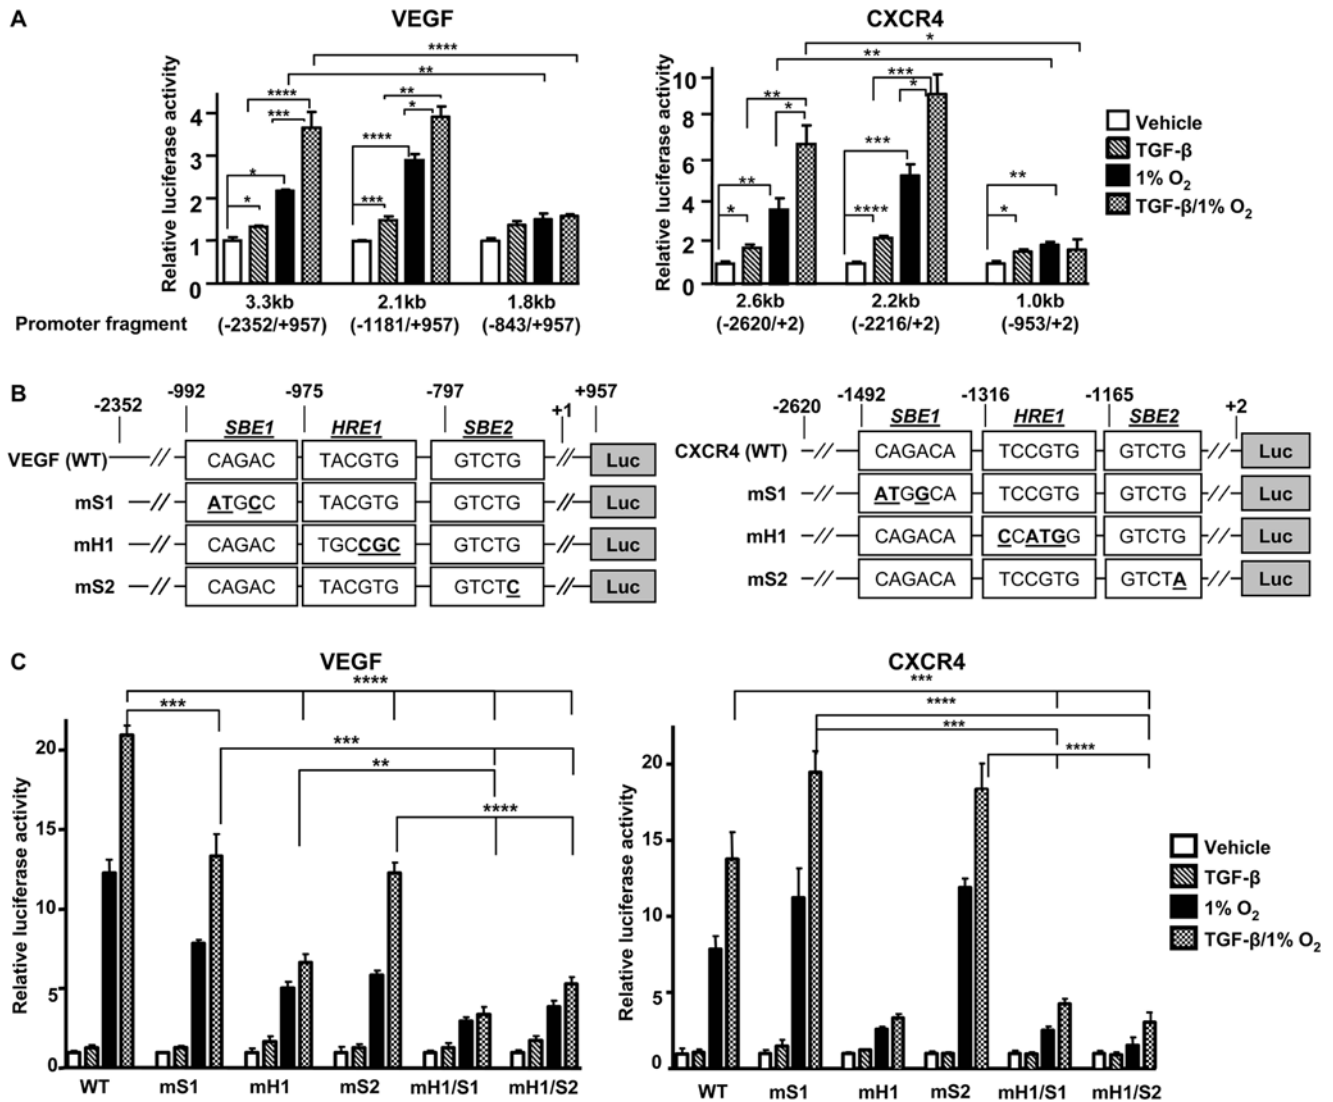 A
VEGF
CXCR4
Relative luciferase activity
4
3
2
1
0
****
**
****
***
*
*
**
*
****
***
3.3kb
2.1kb
1.8kb
Promoter fragment
(-2352/+957)
(-1181/+957)
(-843/+957)
Relative luciferase activity
10
8
6
4
2
0
*
**
**
*
**
*
***
*
***
****
**
*
2.6kb
2.2kb
1.0kb
(-2620/+2)
(-2216/+2)
(-953/+2)
Vehicle
TGF-β
1% O2
TGF-β/1% O2
B
-2352
-992
-975
-797
+1
+957
SBE1
HRE1
SBE2
VEGF (WT)
//
CAGAC
TACGTG
GTCTG
//
Luc
mS1
//
ATGCC
TACGTG
GTCTG
//
Luc
mH1
//
CAGAC
TGCCGC
GTCTG
//
Luc
mS2
//
CAGAC
TACGTG
GTCTC
//
Luc
-2620
-1492
-1316
-1165
+2
SBE1
HRE1
SBE2
CXCR4 (WT)
//
CAGACA
TCCGTG
GTCTG
//
Luc
mS1
//
ATGGCA
TCCGTG
GTCTG
//
Luc
mH1
//
CAGACA
CCATGG
GTCTG
//
Luc
mS2
//
CAGACA
TCCGTG
GTCTA
//
Luc
C
VEGF
CXCR4
Relative luciferase activity
20
15
10
5
0
****
***
***
**
****
WT
mS1
mH1
mS2
mH1/S1
mH1/S2
Relative luciferase activity
20
15
10
5
0
***
****
***
****
WT
mS1
mH1
mS2
mH1/S1
mH1/S2
Vehicle
TGF-β
1% O2
TGF-β/1% O2